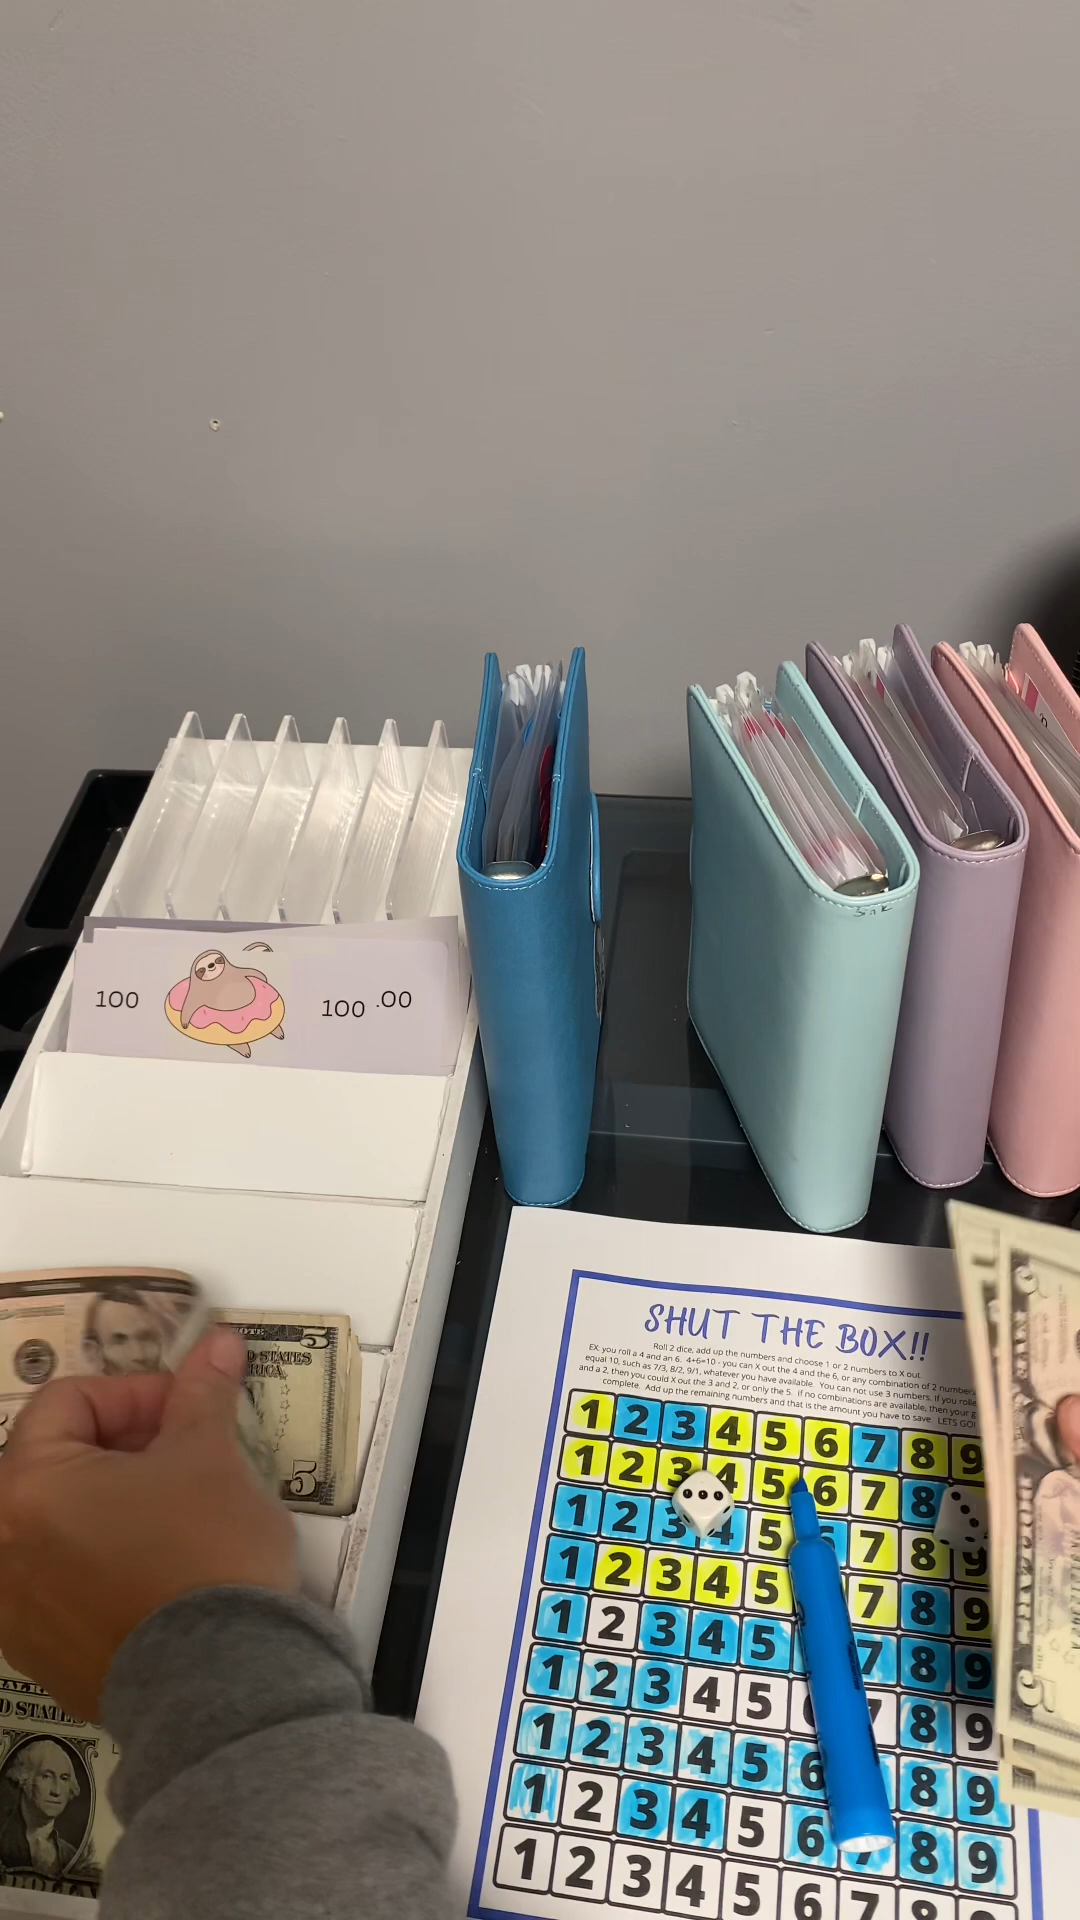 100
100 .00
5
D STATES
RICA
5
D STATES
SHUT THE BOX!!
Roll 2 dice, add up the numbers and choose 1 or 2 numbers to X out.
EX: you roll a 4 and an 6. 4+6=10 - you can X out the 4 and the 6, or any combination of 2 numbers
equal 10, such as 7/3, 8/2, 9/1, whatever you have available. You can not use 3 numbers. If you rolle
and a 2, then you could X out the 3 and 2, or only the 5. If no combinations are available, then your g
complete. Add up the remaining numbers and that is the amount you have to save. LETS GO!
1 2 3 4 5 6 7 8 9
1 2 3 4 5 6 7 8
1 2 3 4 5 6 7 8 9
1 2 3 4 5 7 8 9
1 2 3 4 5 7 8 9
1 2 3 4 5 6 7 8 9
1 2 3 4 5 6 8 9
1 2 3 4 5 6 7 8 9
1 2 3 4 5 6 7 8 9
5